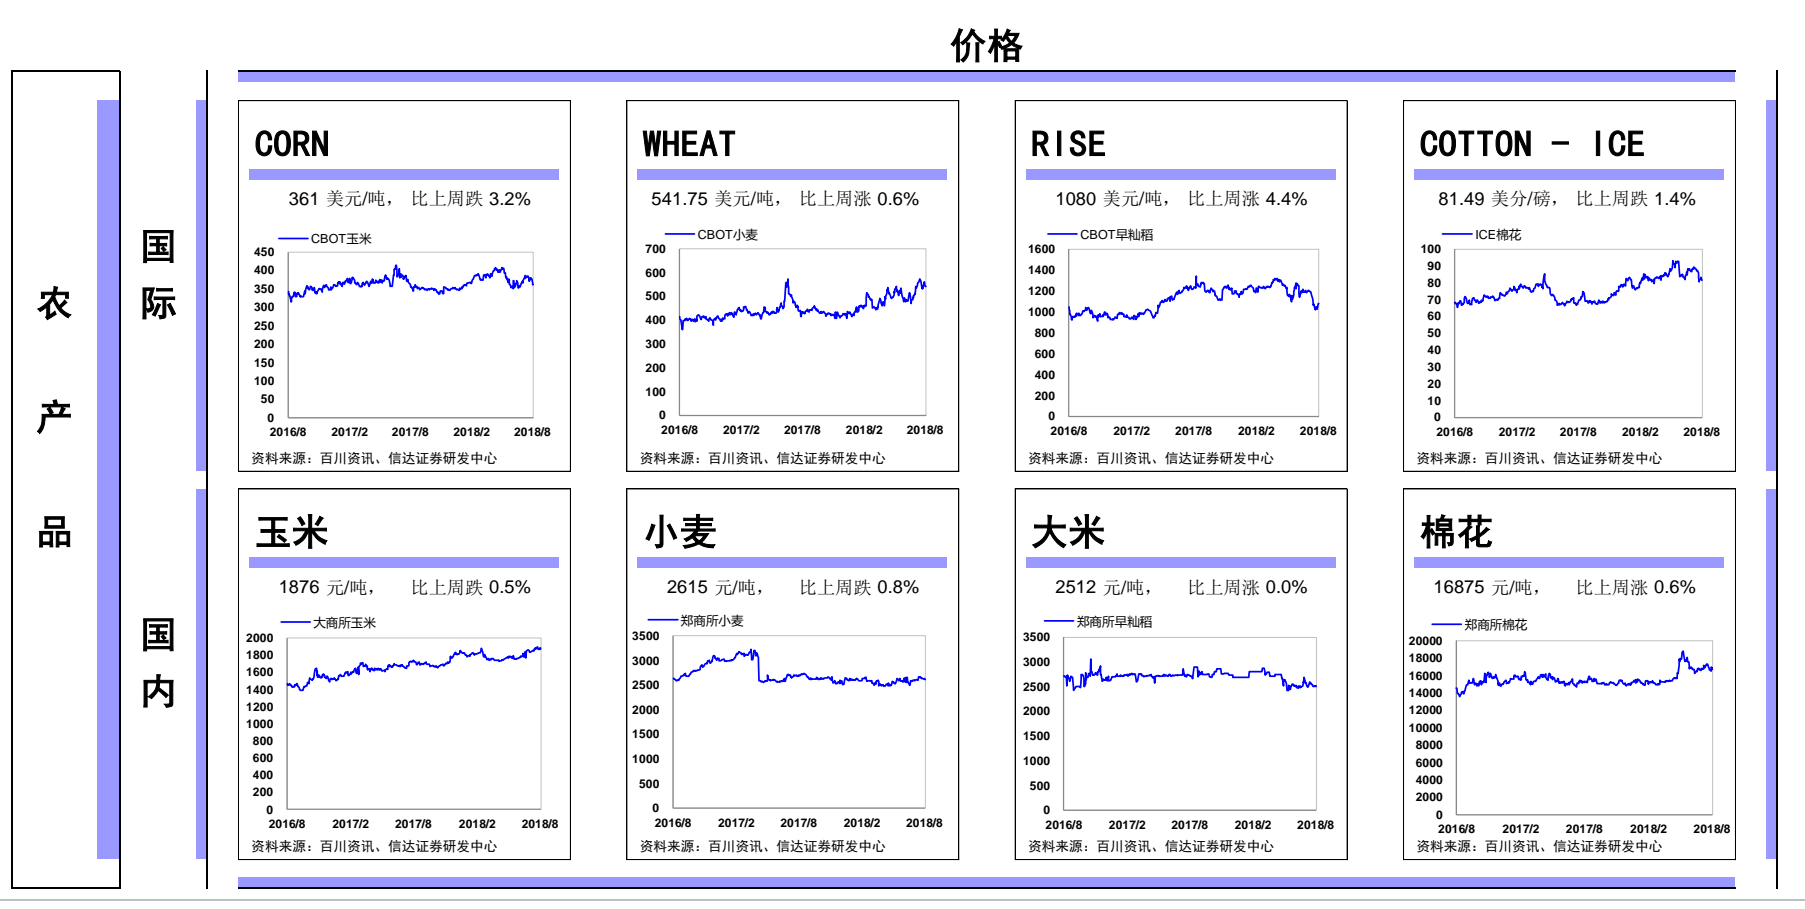 价格
农
产
品
国
际
CORN
361 美元/吨, 比上周跌 3.2%
CBOT玉米
450
400
350
300
250
200
150
100
50
0
2016/8 2017/2 2017/8 2018/2 2018/8
资料来源：百川资讯、信达证券研发中心
WHEAT
541.75 美元/吨, 比上周涨 0.6%
CBOT小麦
700
600
500
400
300
200
100
0
2016/8 2017/2 2017/8 2018/2 2018/8
资料来源：百川资讯、信达证券研发中心
RISE
1080 美元/吨, 比上周涨 4.4%
CBOT早籼稻
1600
1400
1200
1000
800
600
400
200
0
2016/8 2017/2 2017/8 2018/2 2018/8
资料来源：百川资讯、信达证券研发中心
COTTON - ICE
81.49 美分/磅, 比上周跌 1.4%
ICE棉花
100
90
80
70
60
50
40
30
20
10
0
2016/8 2017/2 2017/8 2018/2 2018/8
资料来源：百川资讯、信达证券研发中心
国
内
玉米
1876 元/吨, 比上周跌 0.5%
大商所玉米
2000
1800
1600
1400
1200
1000
800
600
400
200
0
2016/8 2017/2 2017/8 2018/2 2018/8
资料来源：百川资讯、信达证券研发中心
小麦
2615 元/吨, 比上周跌 0.8%
郑商所小麦
3500
3000
2500
2000
1500
1000
500
0
2016/8 2017/2 2017/8 2018/2 2018/8
资料来源：百川资讯、信达证券研发中心
大米
2512 元/吨, 比上周涨 0.0%
郑商所早籼稻
3500
3000
2500
2000
1500
1000
500
0
2016/8 2017/2 2017/8 2018/2 2018/8
资料来源：百川资讯、信达证券研发中心
棉花
16875 元/吨, 比上周涨 0.6%
郑商所棉花
20000
18000
16000
14000
12000
10000
8000
6000
4000
2000
0
2016/8 2017/2 2017/8 2018/2 2018/8
资料来源：百川资讯、信达证券研发中心